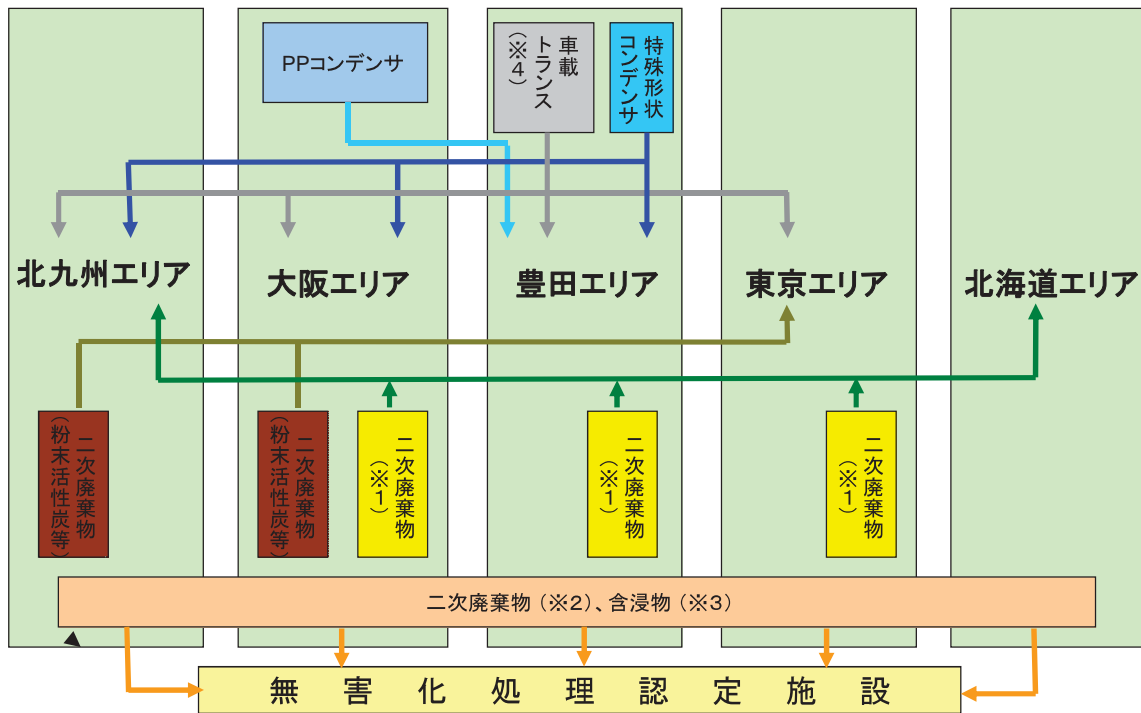 PPコンデンサ
車載
トランス
(※4)
特殊形状
コンデンサ
北九州エリア
大阪エリア
豊田エリア
東京エリア
北海道エリア
二次廃棄物
(粉末活性炭等)
二次廃棄物
(粉末活性炭等)
二次廃棄物
(※1)
二次廃棄物
(※1)
二次廃棄物
(※1)
二次廃棄物(※2)、含浸物(※3)
無害化処理認定施設